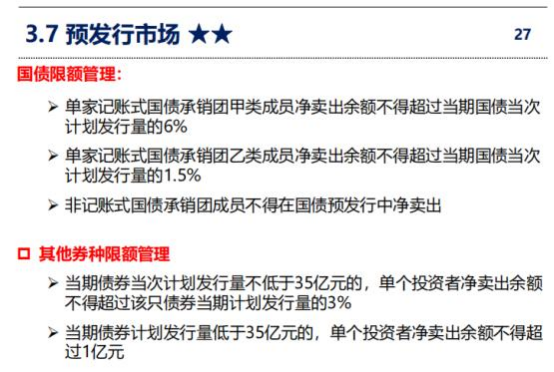 3.7 预发行市场 ★★
27
国债限额管理：
➢ 单家记账式国债承销团甲类成员净卖出余额不得超过当期国债当次
计划发行量的6%
➢ 单家记账式国债承销团乙类成员净卖出余额不得超过当期国债当次
计划发行量的1.5%
➢ 非记账式国债承销团成员不得在国债预发行中净卖出
其他券种限额管理
➢ 当期债券当次计划发行量不低于35亿元的，单个投资者净卖出余额
不得超过该只债券当期计划发行量的3%
➢ 当期债券计划发行量低于35亿元的，单个投资者净卖出余额不得超
过1亿元